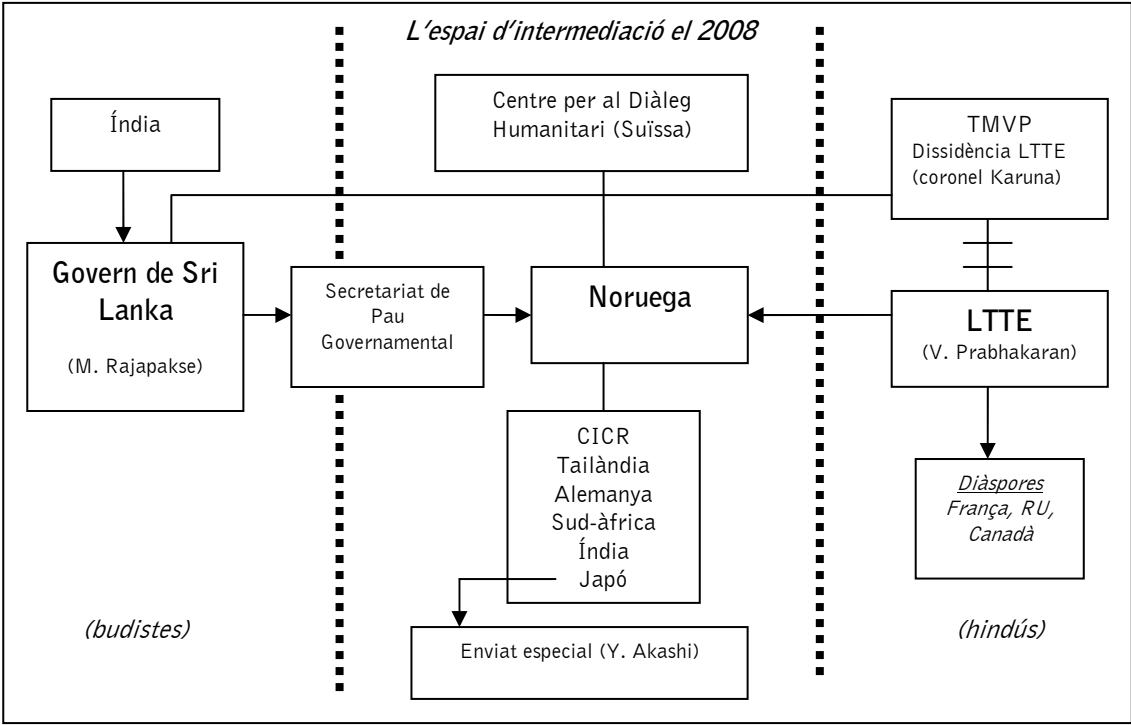 L'espai d'intermediació el 2008
Índia
Centre per al Diàleg
Humanitari (Suïssa)
TMVP
Dissidència LTTE
(coronel Karuna)
Govern de Sri
Lanka
(M. Rajapakse)
Secretariat de
Pau
Governamental
Noruega
LTTE
(V. Prabhakaran)
CICR
Tailàndia
Alemanya
Sud-àfrica
Índia
Japó
Diàspores
França, RU,
Canadà
(budistes)
(hindús)
Enviat especial (Y. Akashi)